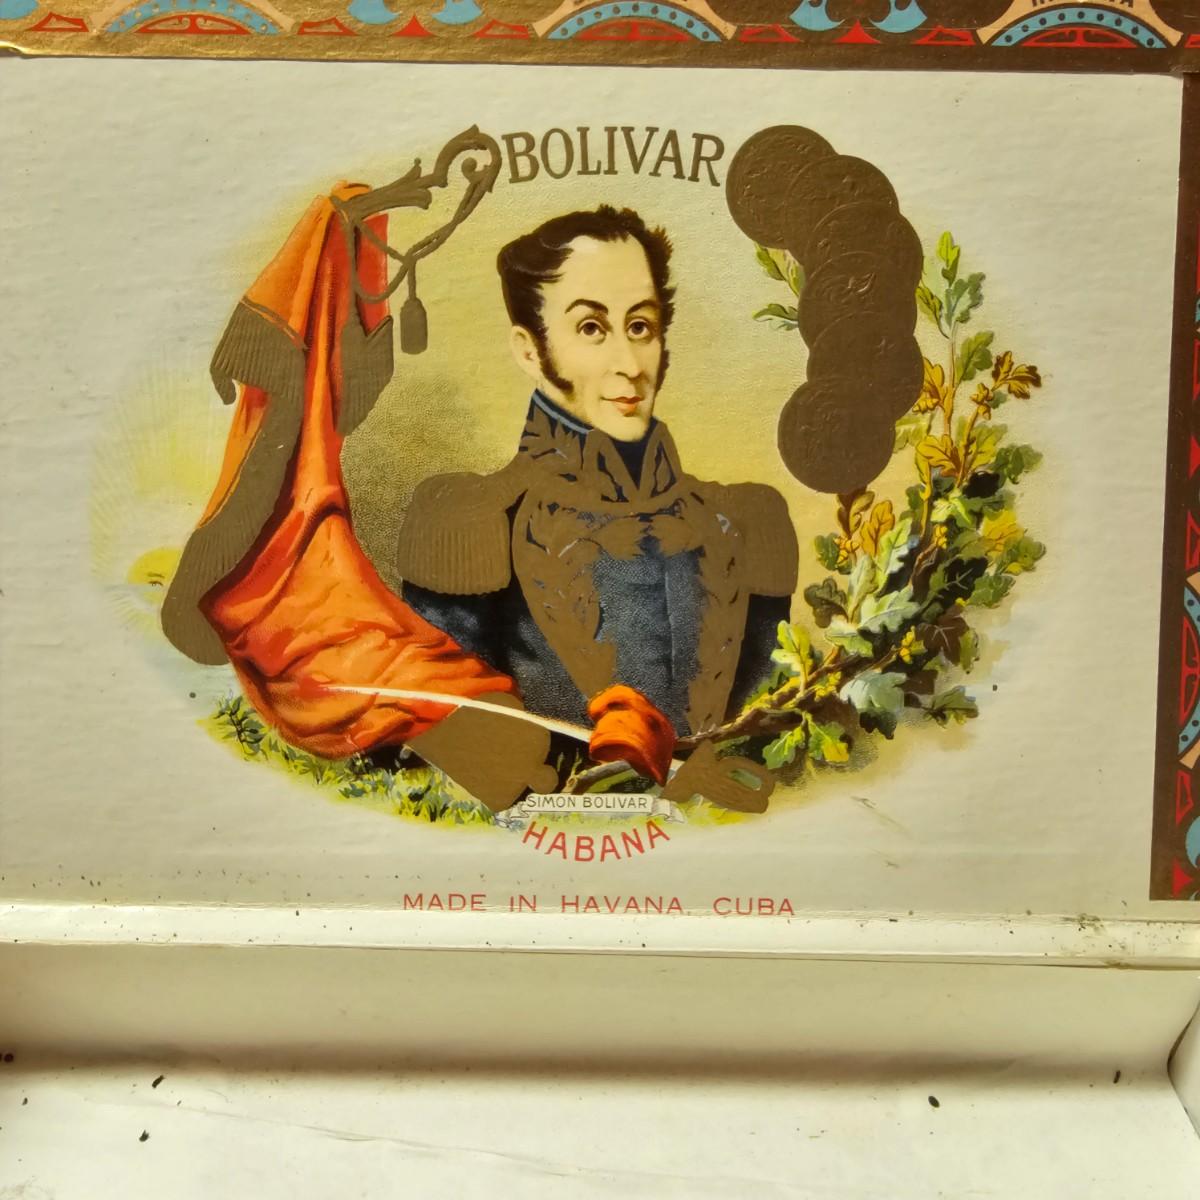 BOLIVAR
SIMON BOLIVAR
HABANA
MADE IN HAVANA, CUBA